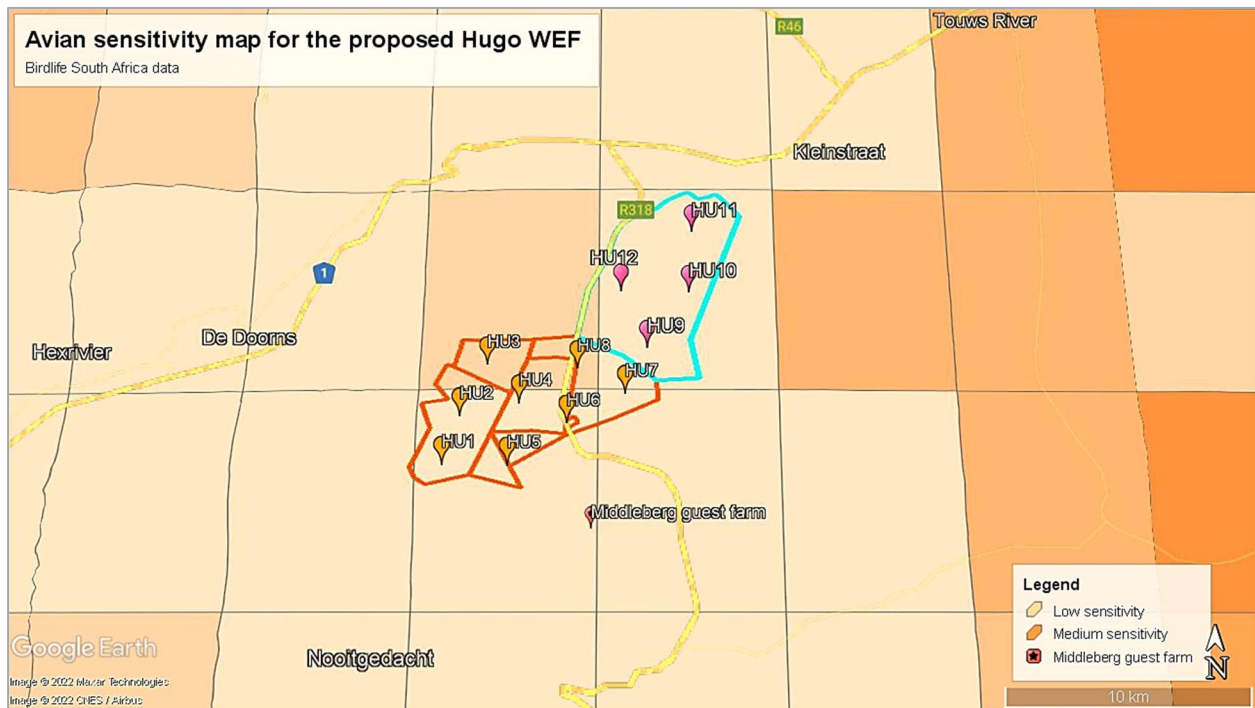 Avian sensitivity map for the proposed Hugo WEF
Birdlife South Africa data
Touws River
R46
Kleinstraat
R318
HU11
HU12
HU10
1
HU9
De Doorns
Hexrivier
HU3
HU8
HU7
HU4
HU2
HU6
HU1
HU5
Middleberg guest farm
Legend
Low sensitivity
Medium sensitivity
Middleberg guest farm
Nooitgedacht
Google Earth
Image © 2022 Maxar Technologies
Image © 2022 CNES / Airbus
N
10 km